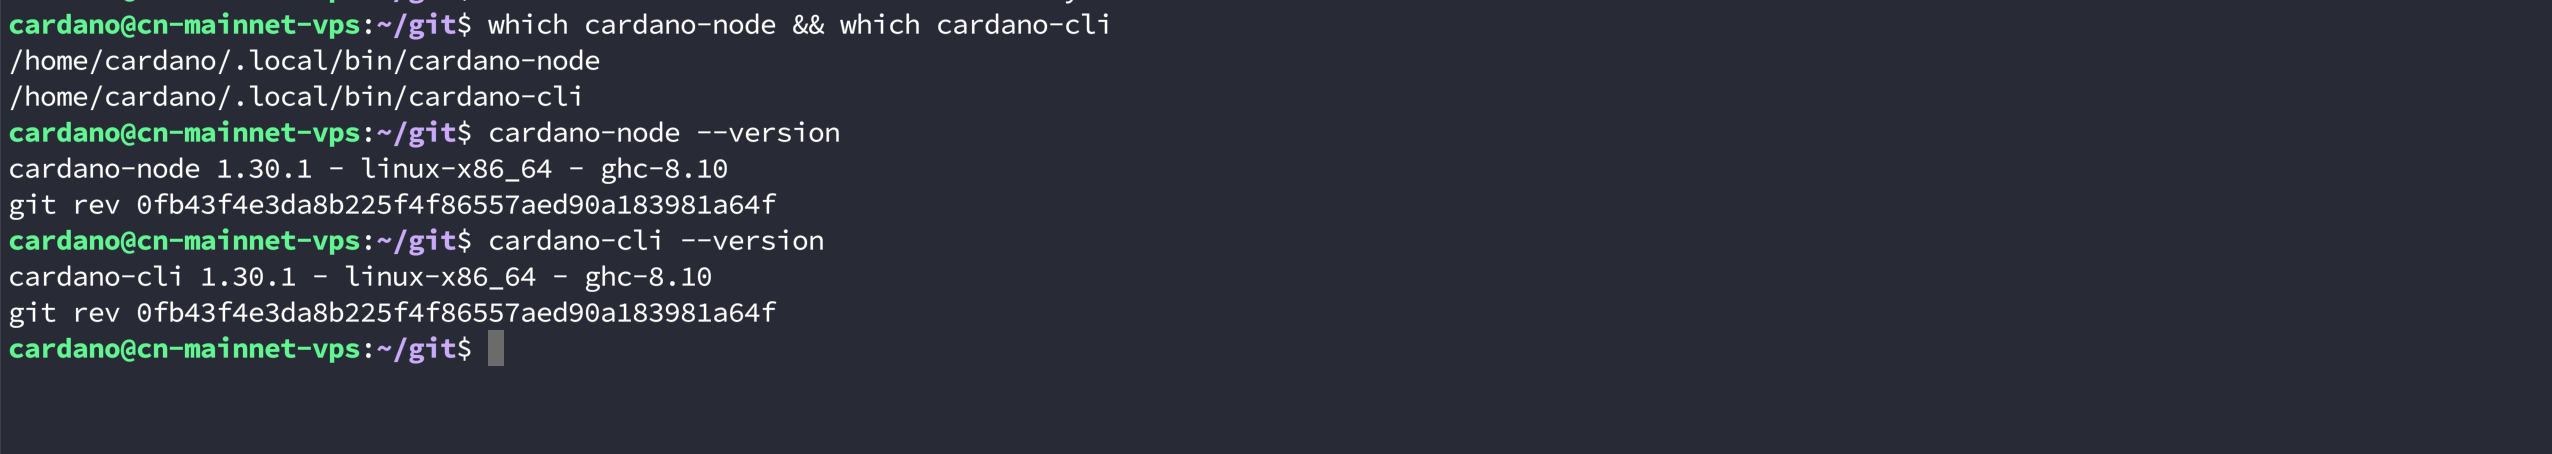 cardano@cn-mainnet-vps:~/git$ which cardano-node && which cardano-cli
/home/cardano/.local/bin/cardano-node
/home/cardano/.local/bin/cardano-cli
cardano@cn-mainnet-vps:~/git$ cardano-node --version
cardano-node 1.30.1 - linux-x86_64 - ghc-8.10
git rev 0fb43f4e3da8b225f4f86557aed90a183981a64f
cardano@cn-mainnet-vps:~/git$ cardano-cli --version
cardano-cli 1.30.1 - linux-x86_64 - ghc-8.10
git rev 0fb43f4e3da8b225f4f86557aed90a183981a64f
cardano@cn-mainnet-vps:~/git$